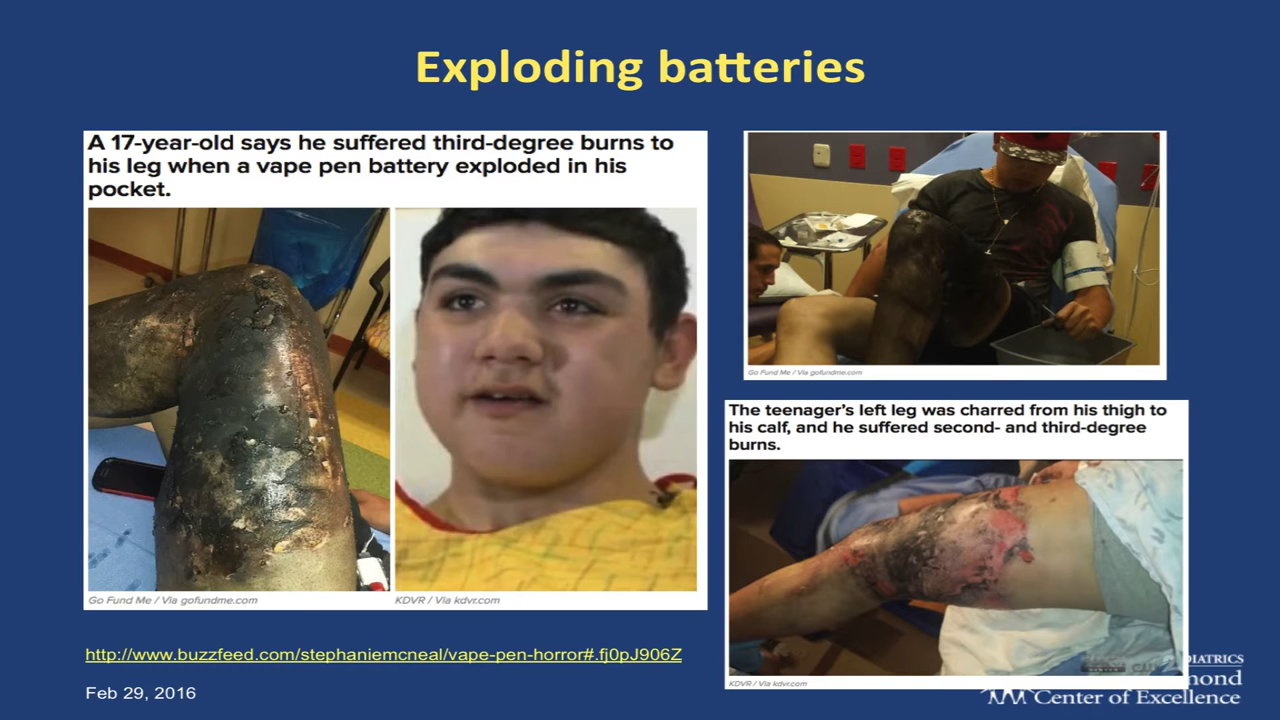 Exploding batteries
A 17-year-old says he suffered third-degree burns to
his leg when a vape pen battery exploded in his
pocket.
Go Fund Me / Via gofundme.com
KDVR / Via kdvr.com
Go Fund Me / Via gofundme.com
The teenager's left leg was charred from his thigh to
his calf, and he suffered second- and third-degree
burns.
KDVR / Via kdvr.com
http://www.buzzfeed.com/stephaniemcneal/vape-pen-horror#.fj0pJ906Z
Feb 29, 2016
DIATRICS
mond
Center of Excellence